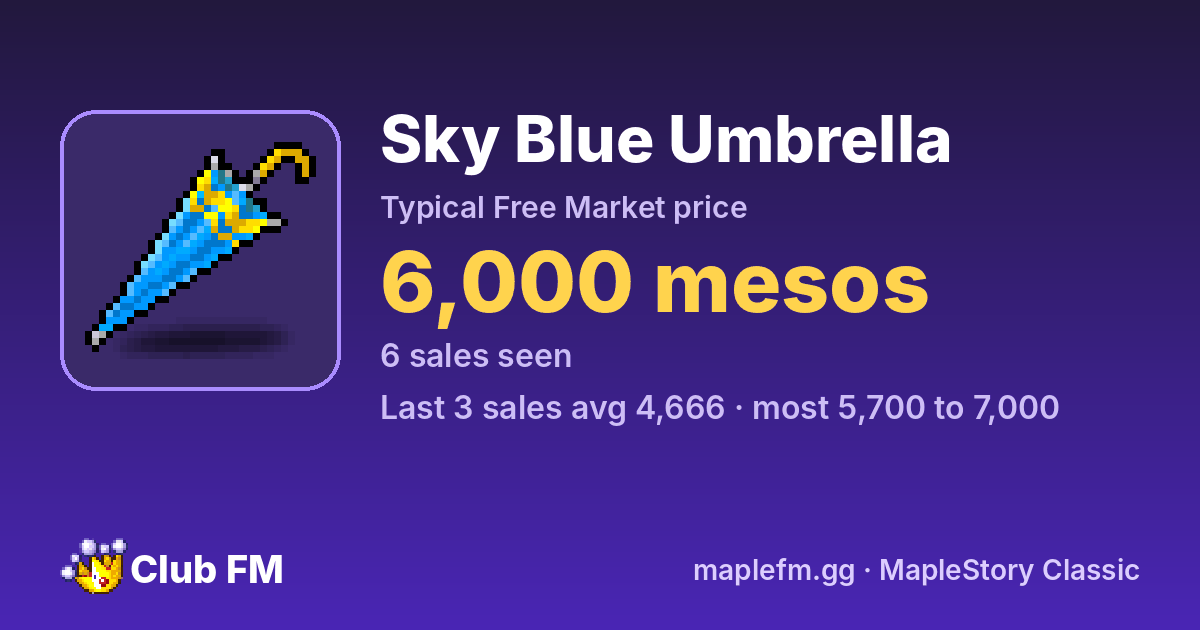 Sky Blue Umbrella
Typical Free Market price
6,000 mesos
6 sales seen
Last 3 sales avg 4,666 · most 5,700 to 7,000
Club FM
maplefm.gg · MapleStory Classic